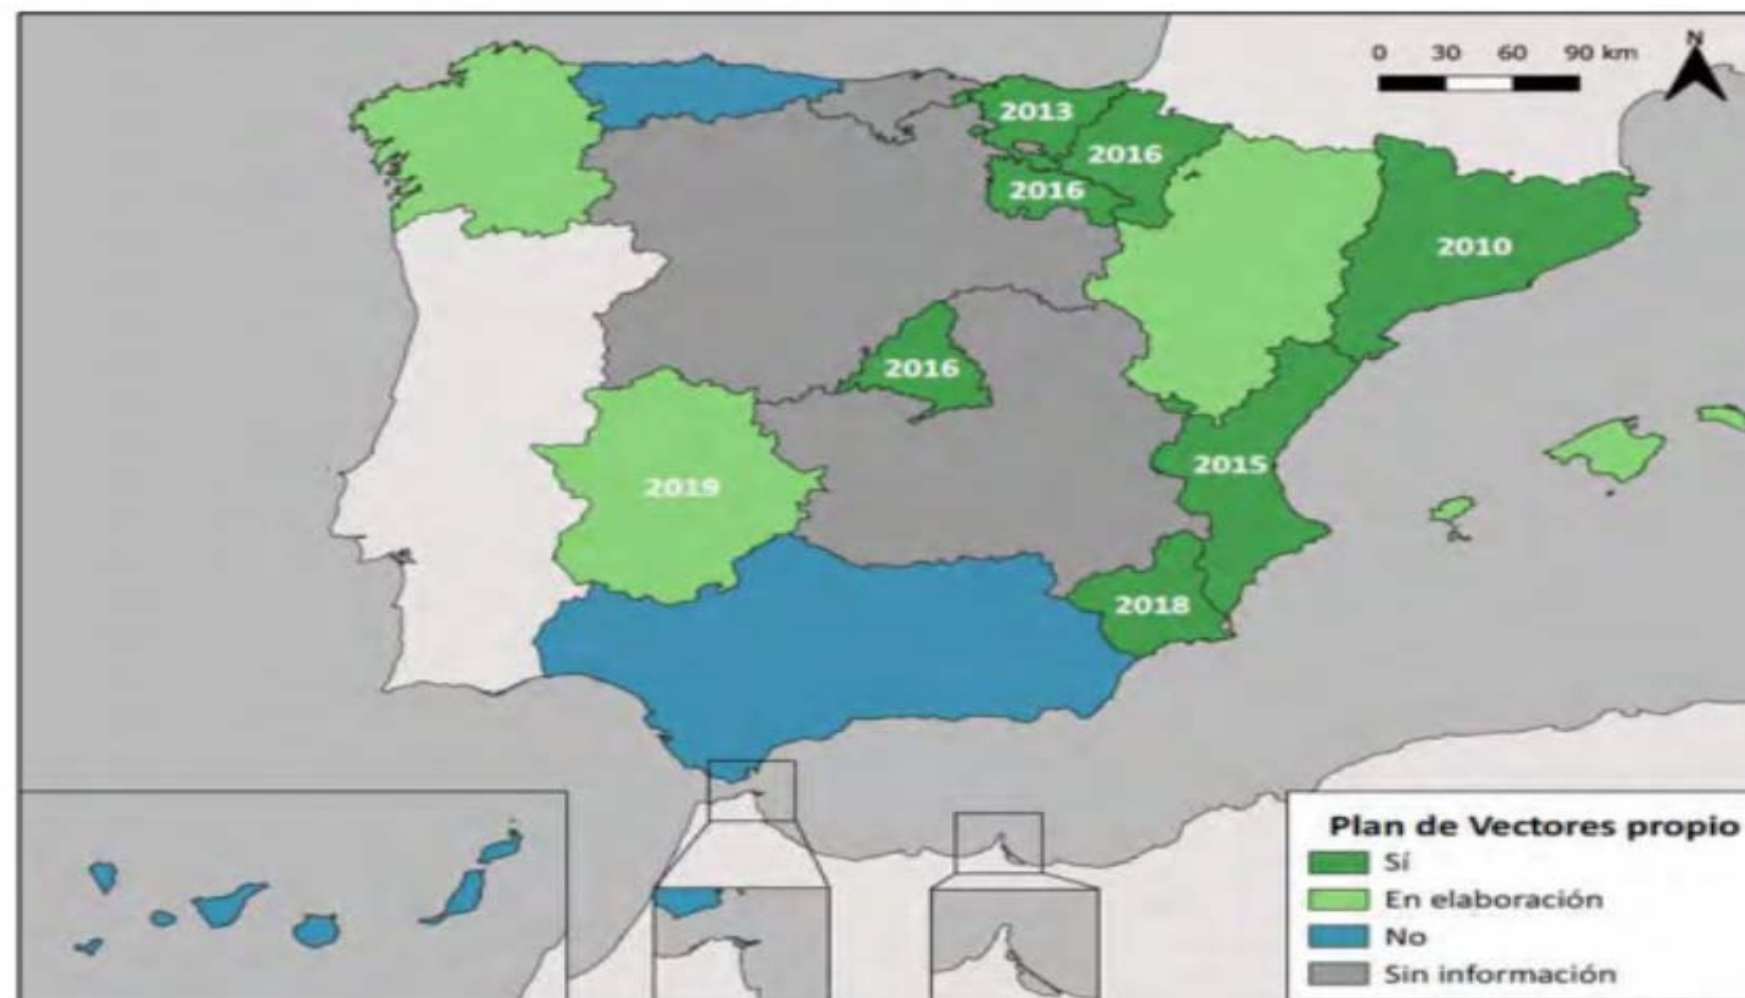 N
0 30 60 90 km
2013
2016
2016
2010
2016
2015
2019
2018
Plan de Vectores propio
Sí
En elaboración
No
Sin información